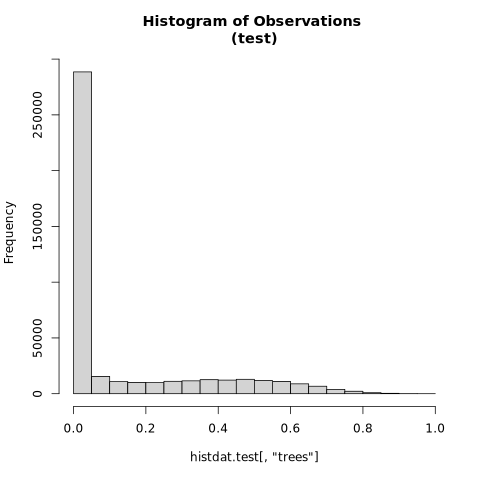 Histogram of Observations
(test)
Frequency
250000
150000
50000
0
0.0 0.2 0.4 0.6 0.8 1.0
histdat.test[, "trees"]